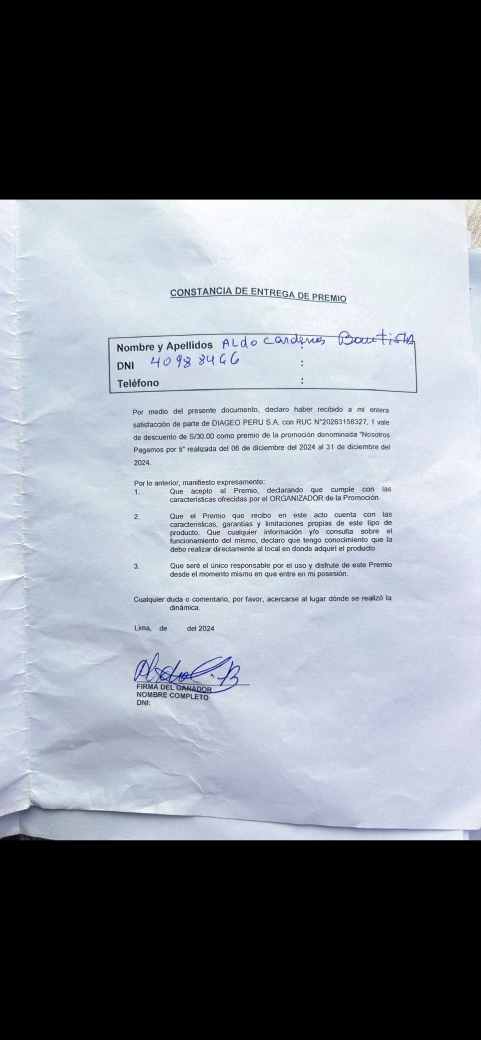 CONSTANCIA DE ENTREGA DE PREMIO
Nombre y Apellidos : Aldo Cardenas Bautista
DNI 40988466 :
Teléfono :
Por medio del presente documento, declaro haber recibido a mi entera
satisfacción de parte de DIAGEO PERU S.A. con RUC N°20263158327, 1 vale
de descuento de S/30.00 como premio de la promoción denominada "Nosotros
Pagamos por ti" realizada del 06 de diciembre del 2024 al 31 de diciembre del
2024.
Por lo anterior, manifiesto expresamente:
1. Que acepto el Premio, declarando que cumple con las
características ofrecidas por el ORGANIZADOR de la Promoción
2. Que el Premio que recibo en este acto cuenta con las
características, garantías y limitaciones propias de este tipo de
producto. Que cualquier información y/o consulta sobre el
funcionamiento del mismo, declaro que tengo conocimiento que la
debo realizar directamente al local en donde adquirí el producto
3. Que seré el único responsable por el uso y disfrute de este Premio
desde el momento mismo en que entre en mi posesión.
Cualquier duda o comentario, por favor, acercarse al lugar dónde se realizó la
dinámica.
Lima, de del 2024
FIRMA DEL GANADOR
NOMBRE COMPLETO
DNI: